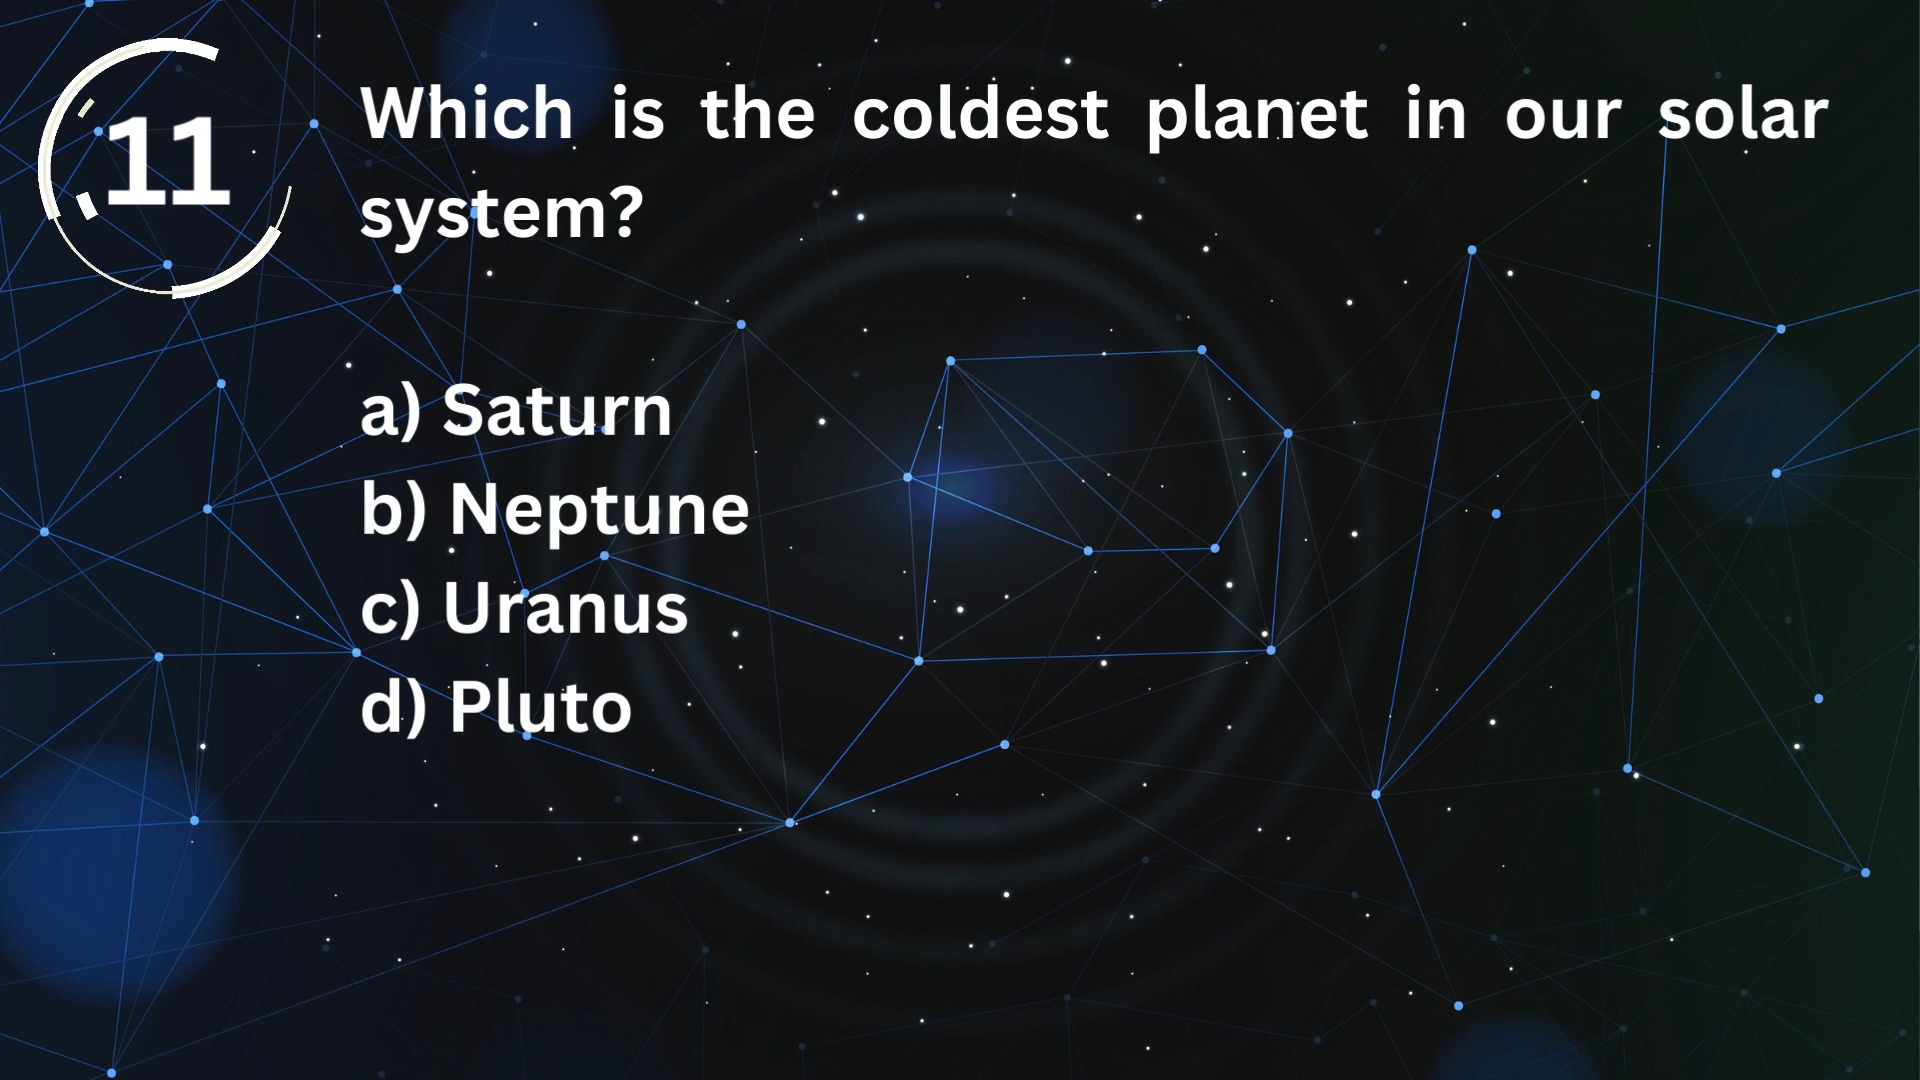 11
Which is the coldest planet in our solar
system?
a) Saturn
b) Neptune
c) Uranus
d) Pluto